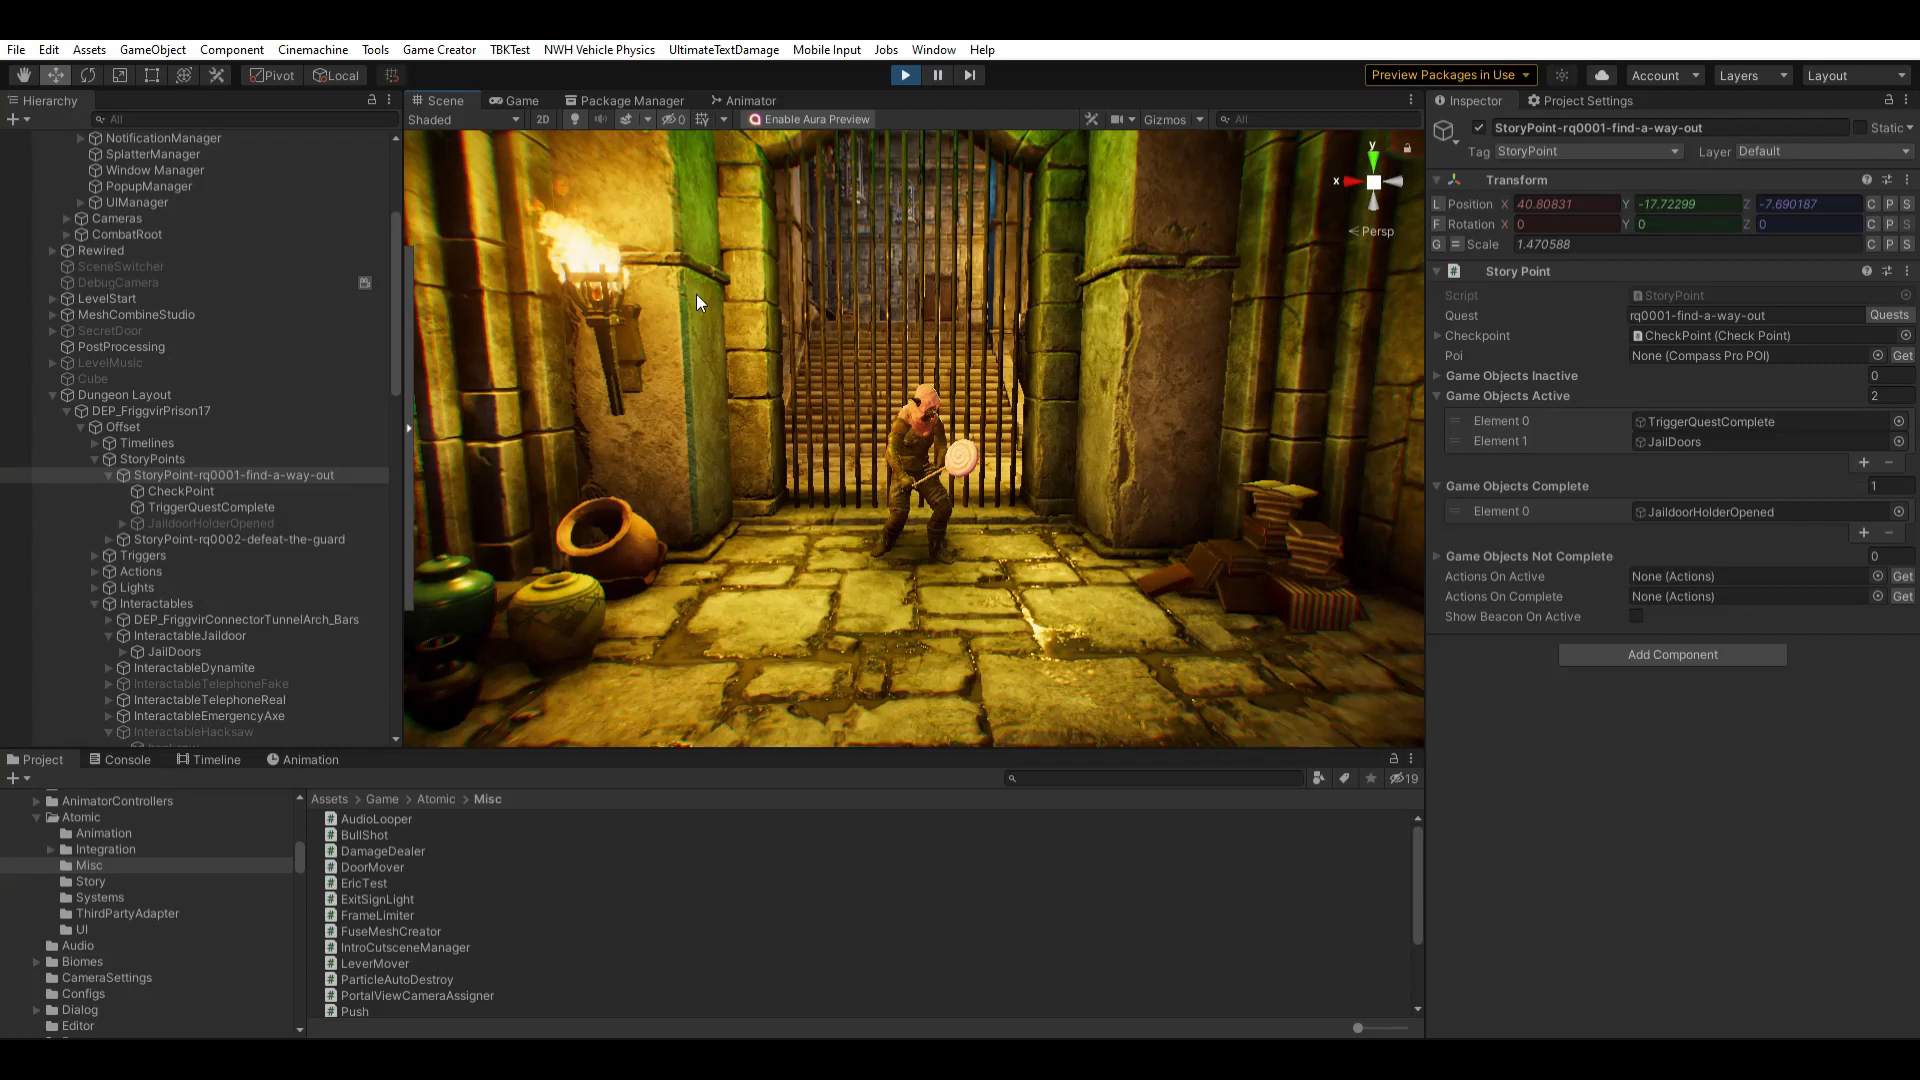 File Edit Assets GameObject Component Cinemachine Tools Game Creator TBKTest NWH Vehicle Physics UltimateTextDamage Mobile Input Jobs Window Help
Pivot Local Preview Packages in Use Account Layers Layout
Hierarchy
All
NotificationManager
SplatterManager
Window Manager
PopupManager
UIManager
Cameras
CombatRoot
Rewired
SceneSwitcher
DebugCamera
LevelStart
MeshCombineStudio
SecretDoor
PostProcessing
LevelMusic
Cube
Dungeon Layout
DEP_FriggvirPrison17
Offset
Timelines
StoryPoints
StoryPoint-rq0001-find-a-way-out
CheckPoint
TriggerQuestComplete
JaildoorHolderOpened
StoryPoint-rq0002-defeat-the-guard
Triggers
Actions
Lights
Interactables
DEP_FriggvirConnectorTunnelArch_Bars
InteractableJaildoor
JailDoors
InteractableDynamite
InteractableTelephoneFake
InteractableTelephoneReal
InteractableEmergencyAxe
InteractableHacksaw
Scene Game Package Manager Animator
Shaded 2D 0 Enable Aura Preview Gizmos All
y
x
Persp
Inspector Project Settings
StoryPoint-rq0001-find-a-way-out Static
Tag StoryPoint Layer Default
Transform
L Position X 40.80831 Y -17.72299 Z -7.690187 C P S
F Rotation X 0 Y 0 Z 0 C P S
G = Scale 1.470588 C P S
# Story Point
Script StoryPoint
Quest rq0001-find-a-way-out Quests
Checkpoint CheckPoint (Check Point)
Poi None (Compass Pro POI) Get
Game Objects Inactive 0
Game Objects Active 2
Element 0 TriggerQuestComplete
Element 1 JailDoors
+ −
Game Objects Complete 1
Element 0 JaildoorHolderOpened
+ −
Game Objects Not Complete 0
Actions On Active None (Actions) Get
Actions On Complete None (Actions) Get
Show Beacon On Active
Add Component
Project Console Timeline Animation
19
AnimatorControllers
Atomic
Animation
Integration
Misc
Story
Systems
ThirdPartyAdapter
UI
Audio
Biomes
CameraSettings
Configs
Dialog
Editor
Assets > Game > Atomic > Misc
# AudioLooper
# BullShot
# DamageDealer
# DoorMover
# EricTest
# ExitSignLight
# FrameLimiter
# FuseMeshCreator
# IntroCutsceneManager
# LeverMover
# ParticleAutoDestroy
# PortalViewCameraAssigner
# Push